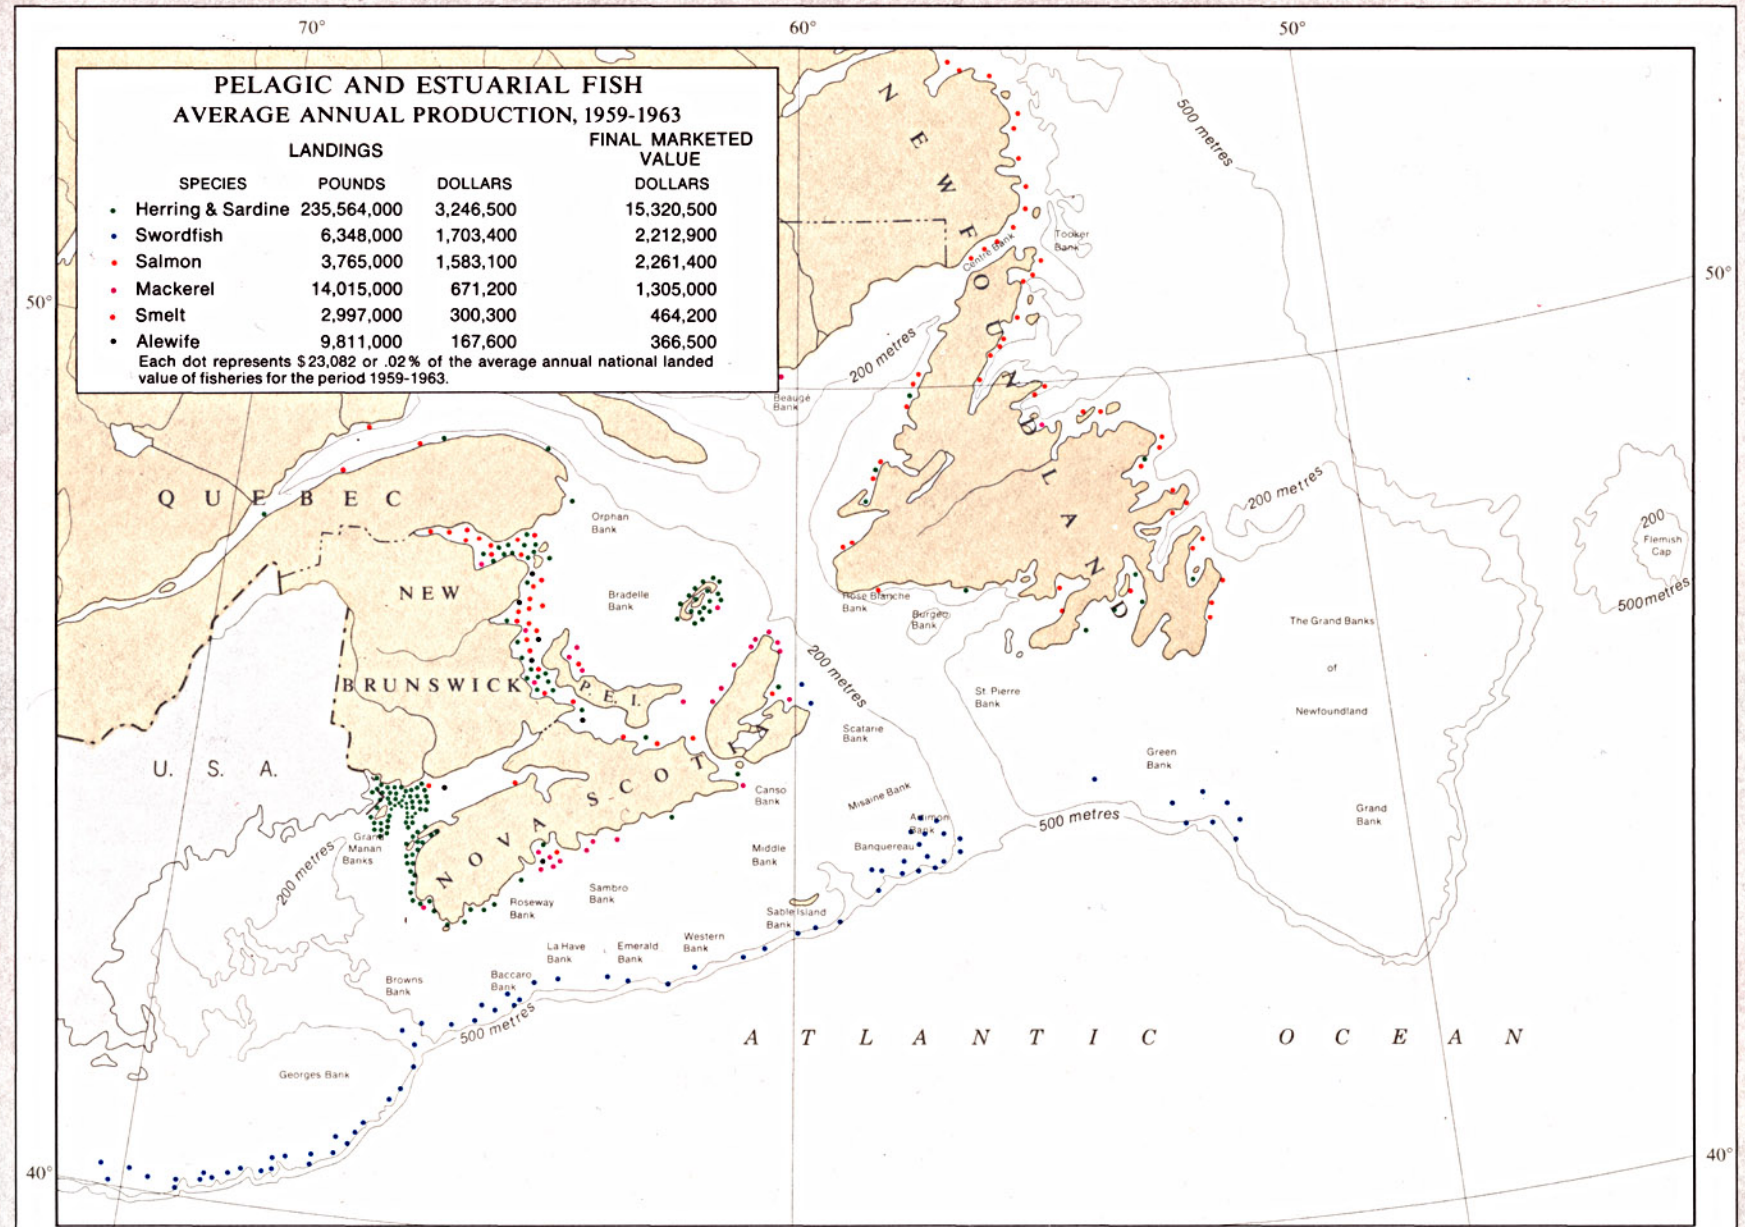 70°
60°
50°
PELAGIC AND ESTUARIAL FISH
AVERAGE ANNUAL PRODUCTION, 1959-1963
LANDINGS
FINAL MARKETED
VALUE
SPECIES POUNDS DOLLARS DOLLARS
Herring & Sardine 235,564,000 3,246,500 15,320,500
Swordfish 6,348,000 1,703,400 2,212,900
Salmon 3,765,000 1,583,100 2,261,400
Mackerel 14,015,000 671,200 1,305,000
Smelt 2,997,000 300,300 464,200
Alewife 9,811,000 167,600 366,500
Each dot represents $23,082 or .02% of the average annual national landed
value of fisheries for the period 1959-1963.
NEWFOUNDLAND
500 metres
Tooker
Bank
Centre Bank
50°
50°
200 metres
Beaugé
Bank
QUEBEC
Orphan
Bank
200 metres
200
Flemish
Cap
500 metres
NEW
BRUNSWICK
Bradelle
Bank
Rose Blanche
Bank
Burgeo
Bank
The Grand Banks
of
Newfoundland
200 metres
P. E. I.
St. Pierre
Bank
Scatarie
Bank
U. S. A.
NOVA SCOTIA
Green
Bank
Canso
Bank
Misaine Bank
Artimon
Bank
500 metres
Grand
Bank
Grand
Manan
Banks
200 metres
Middle
Bank
Banquereau
Sambro
Bank
Roseway
Bank
Sable Island
Bank
La Have
Bank
Emerald
Bank
Western
Bank
Browns
Bank
Baccaro
Bank
500 metres
ATLANTIC OCEAN
Georges Bank
40°
40°